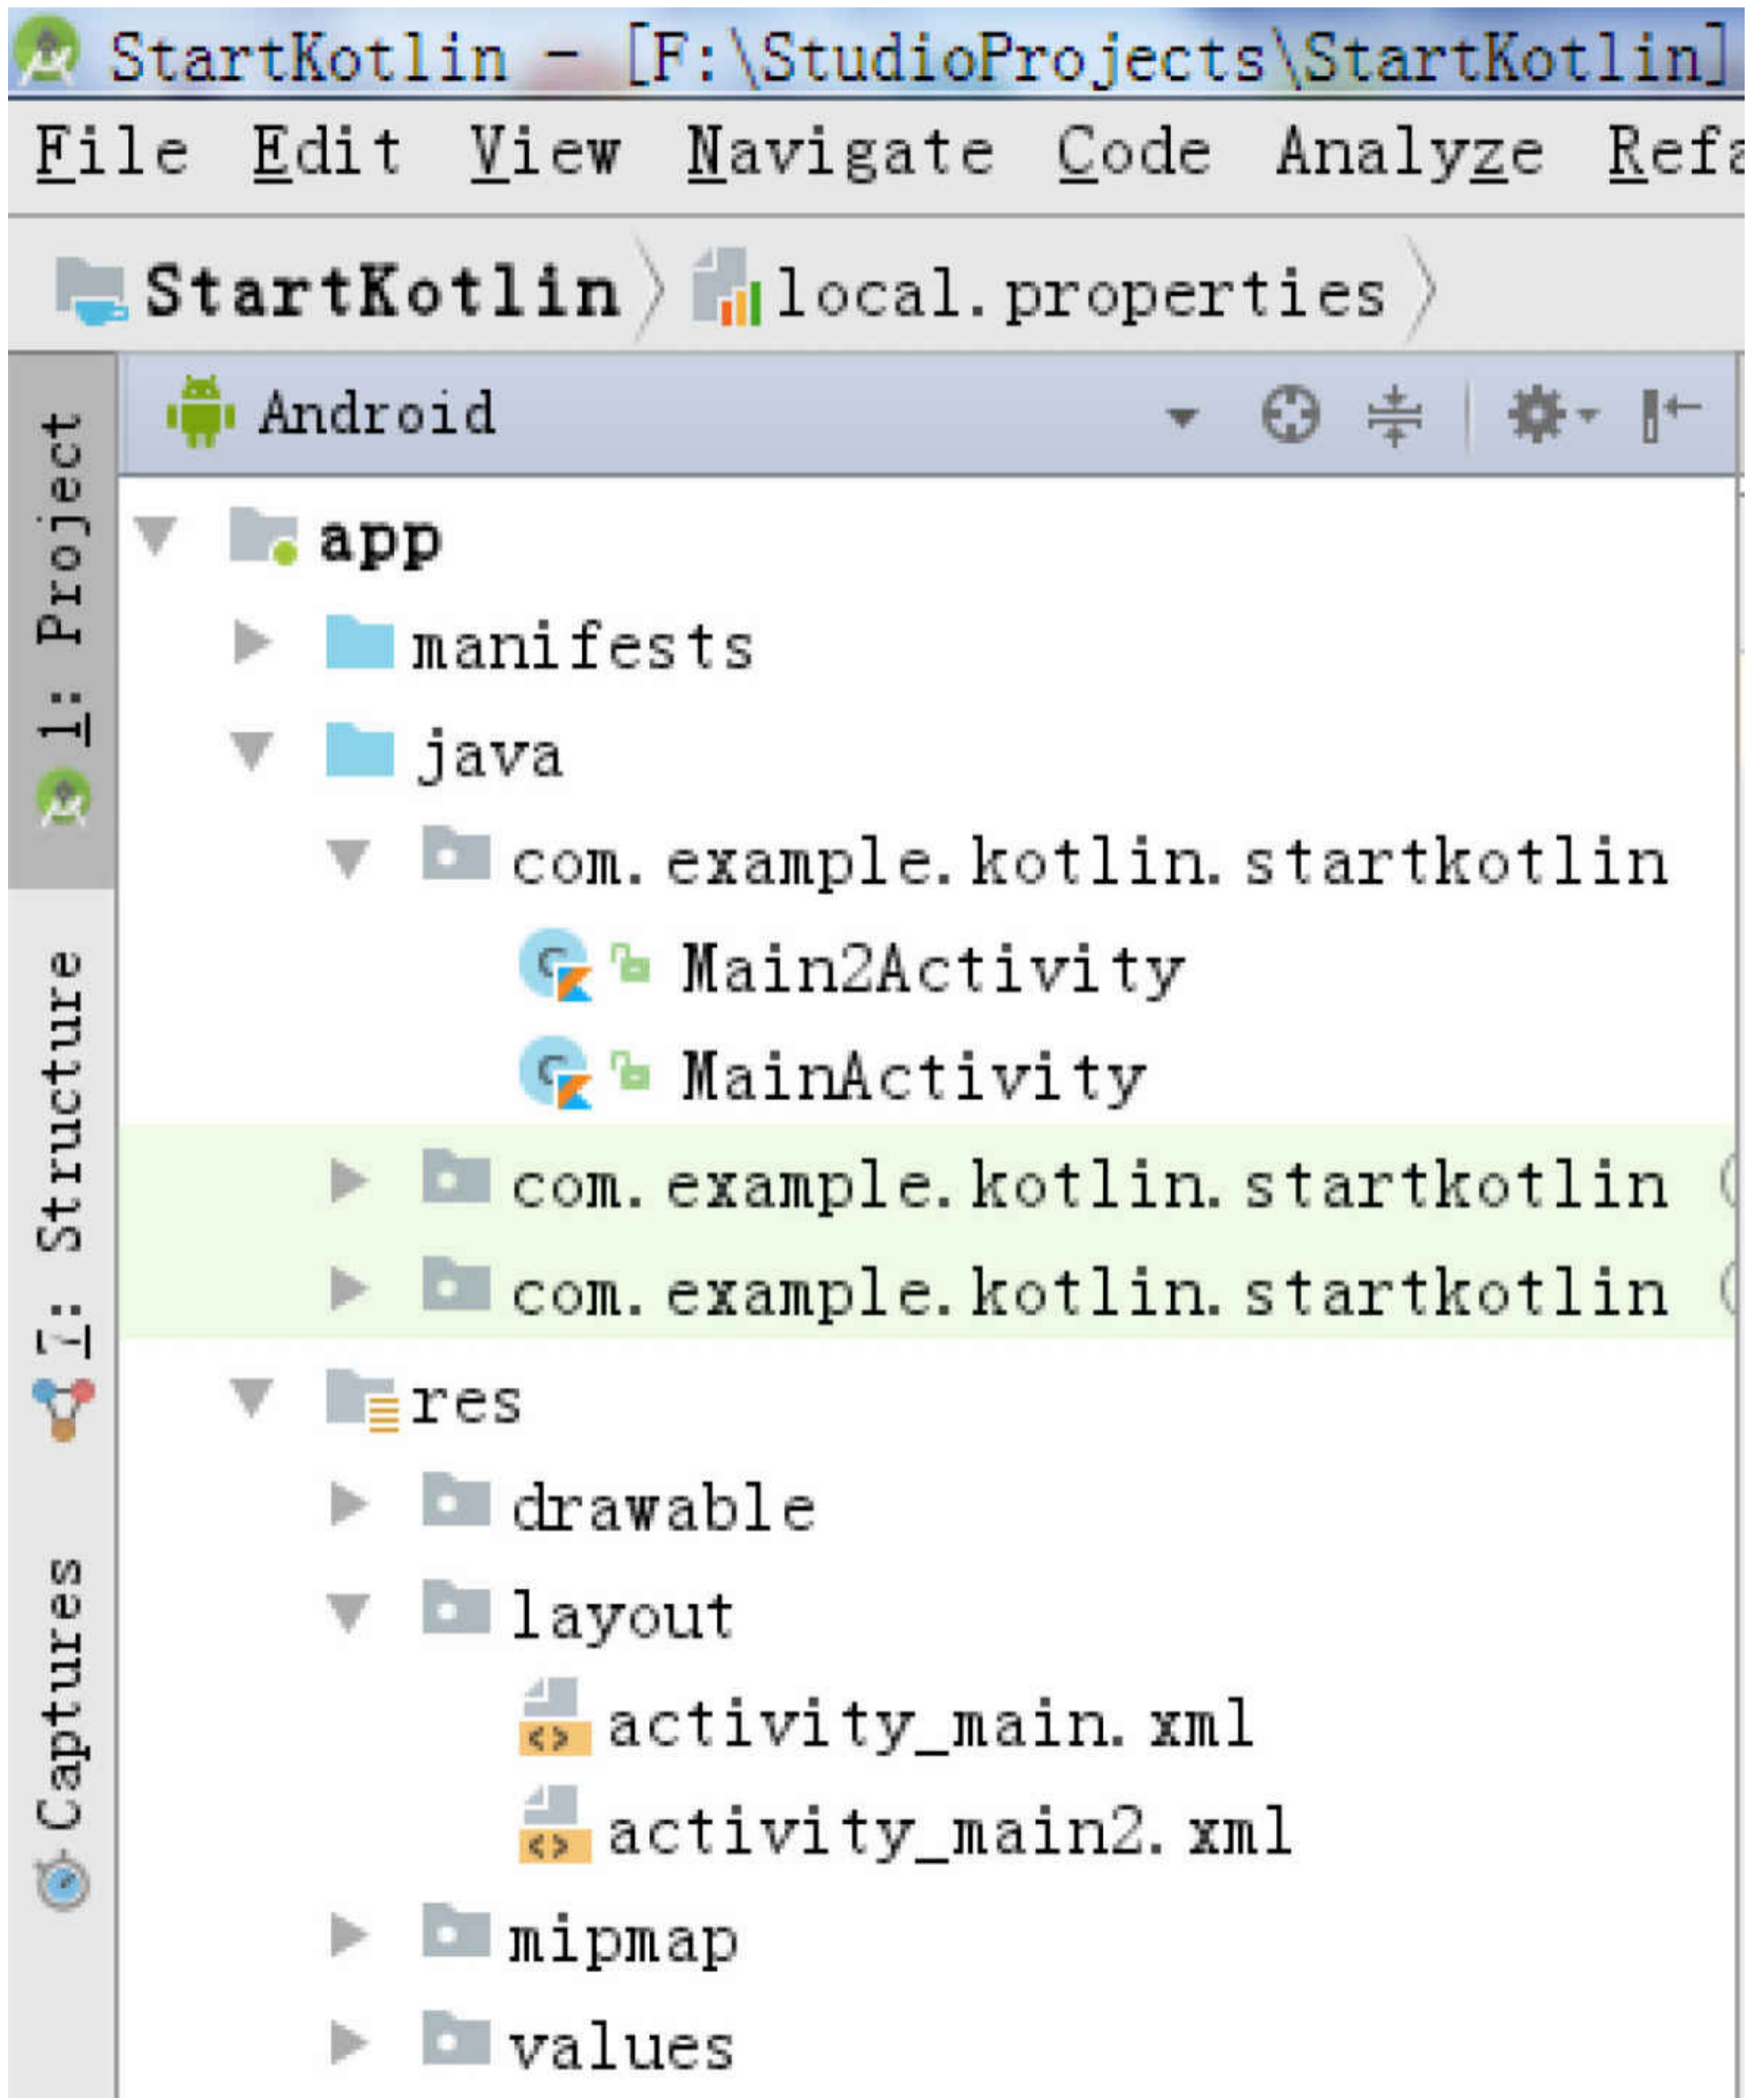 StartKotlin - [F:\StudioProjects\StartKotlin]
File Edit View Navigate Code Analyze Refa
StartKotlin local.properties
Android
1: Project
app
manifests
java
com.example.kotlin.startkotlin
Main2Activity
MainActivity
com.example.kotlin.startkotlin (
com.example.kotlin.startkotlin (
7: Structure
res
drawable
layout
activity_main.xml
activity_main2.xml
Captures
mipmap
values